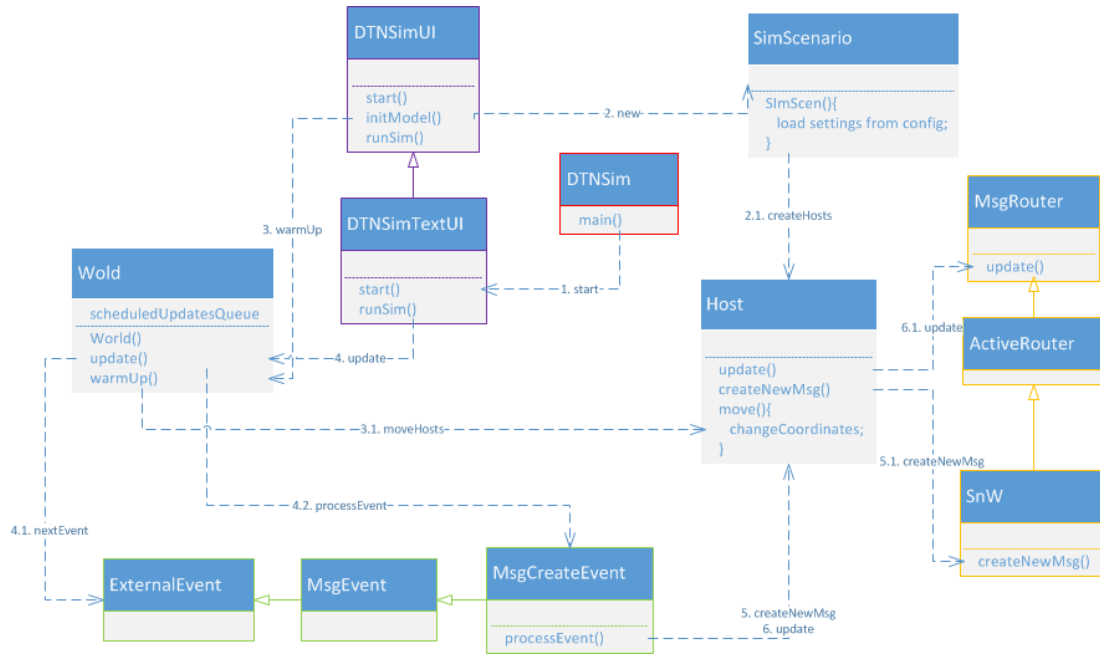 DTNSimUI
start()
initModel()
runSim()
SimScenario
SImScen(){
load settings from config;
}
2. new
DTNSim
main()
MsgRouter
update()
2.1. createHosts
3. warmUp
DTNSimTextUI
start()
runSim()
1. start
Wold
scheduledUpdatesQueue
World()
update()
warmUp()
4. update
Host
update()
createNewMsg()
move(){
changeCoordinates;
}
6.1. update
ActiveRouter
3.1. moveHosts
5.1. createNewMsg
SnW
createNewMsg()
4.2. processEvent
4.1. nextEvent
ExternalEvent
MsgEvent
MsgCreateEvent
processEvent()
5. createNewMsg
6. update